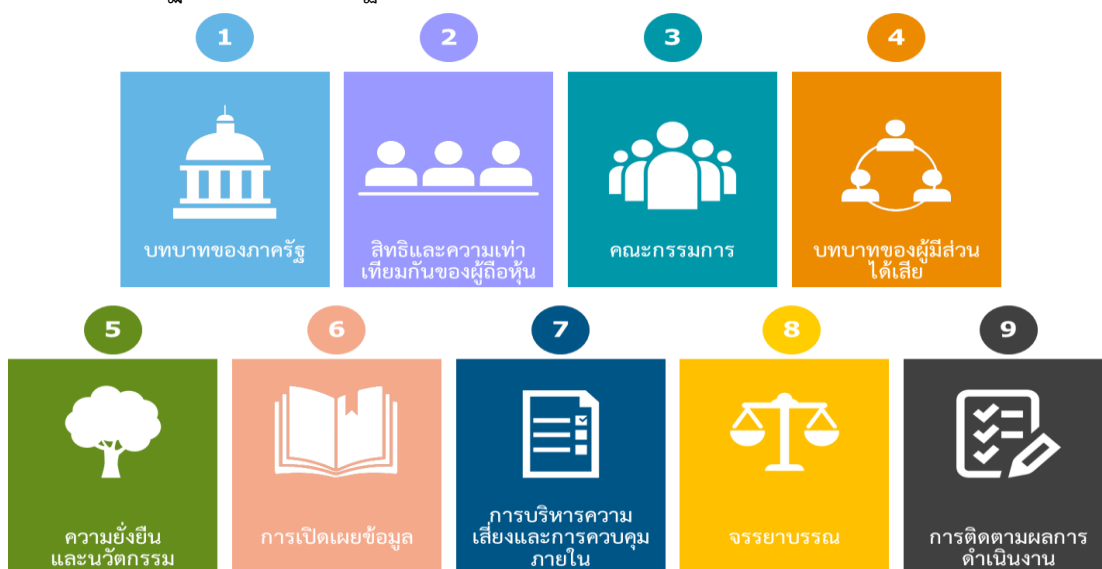 1
2
3
4
บทบาทของภาครัฐ
สิทธิและความเท่า
เทียมกันของผู้ถือหุ้น
คณะกรรมการ
บทบาทของผู้มีส่วน
ได้เสีย
5
6
7
8
9
ความยั่งยืน
และนวัตกรรม
การเปิดเผยข้อมูล
การบริหารความ
เสี่ยงและการควบคุม
ภายใน
จรรยาบรรณ
การติดตามผลการ
ดำเนินงาน